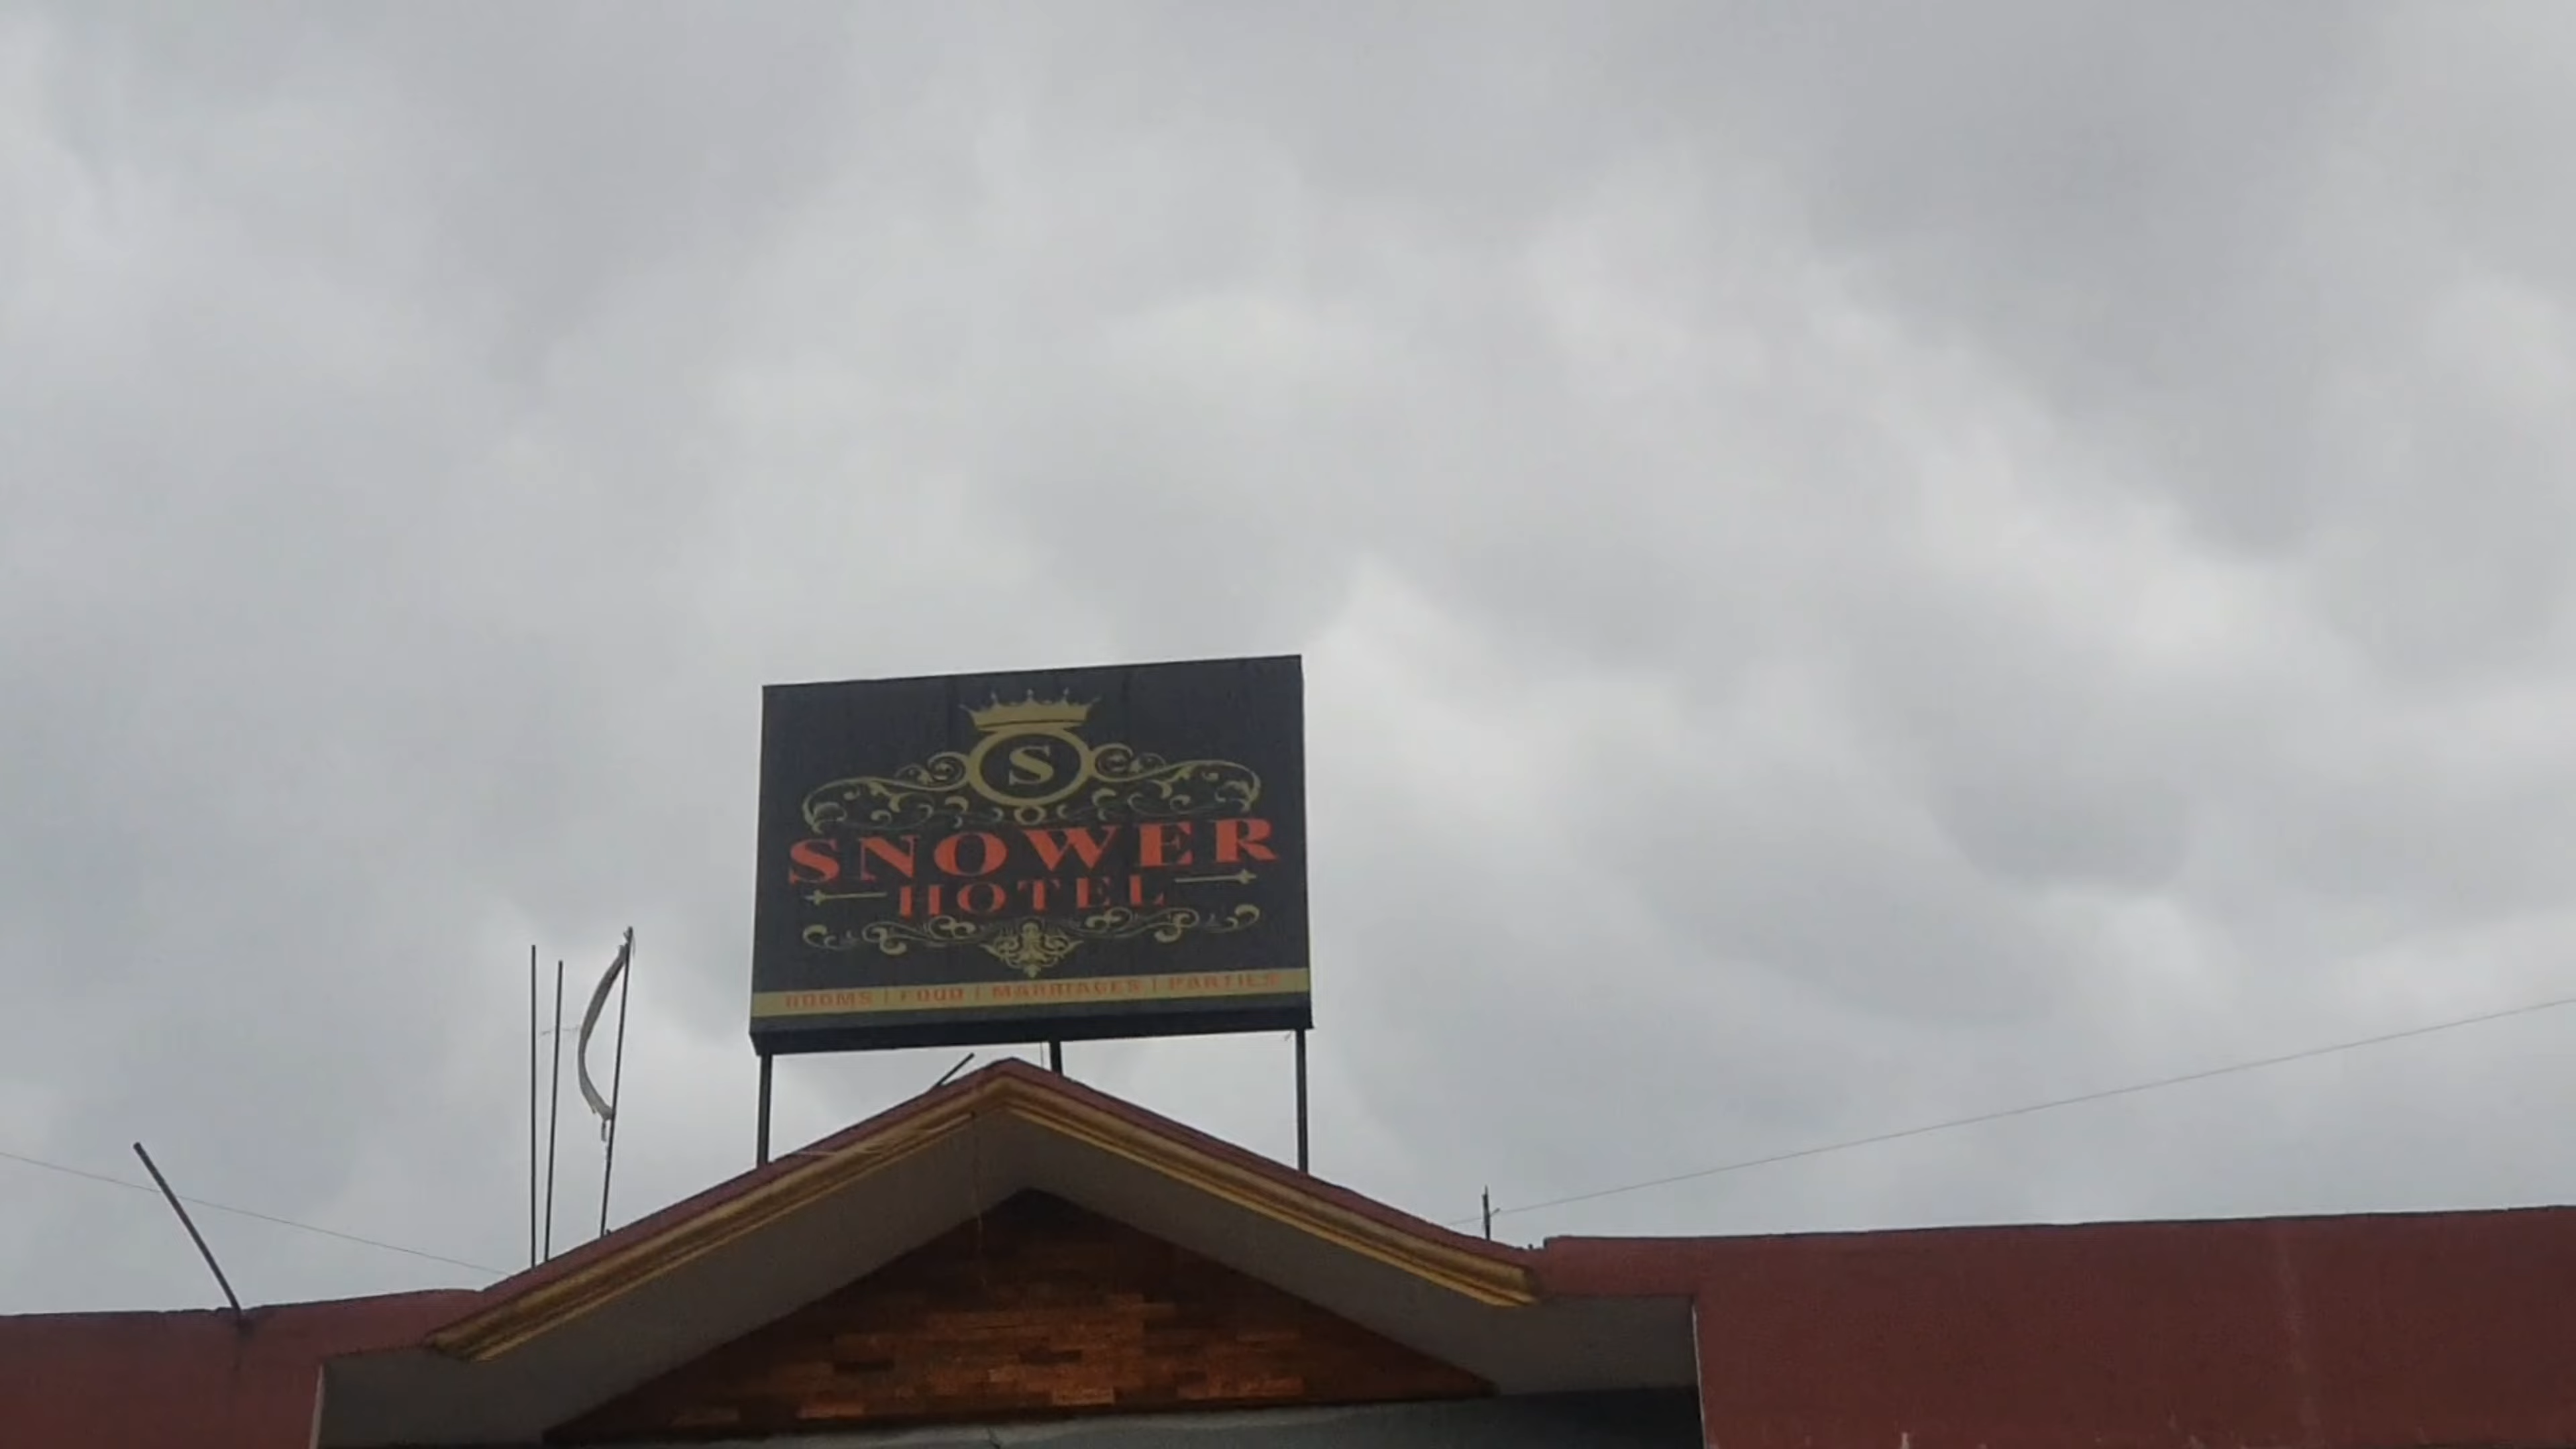 S
SNOWER
HOTEL
ROOMS | FOOD | MARRIAGES | PARTIES